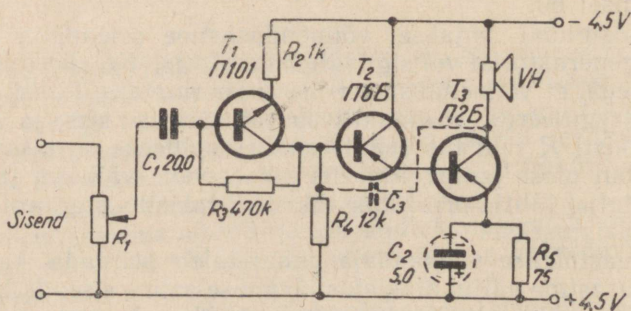 − 4,5V
T₁
П101
R₂ 1k
T₂
П6Б
T₃
П2Б
VH
C₁ 20,0
R₃ 470k
C₃
Sisend
R₁
R₄ 12k
C₂
5,0
R₅
75
+ 4,5V